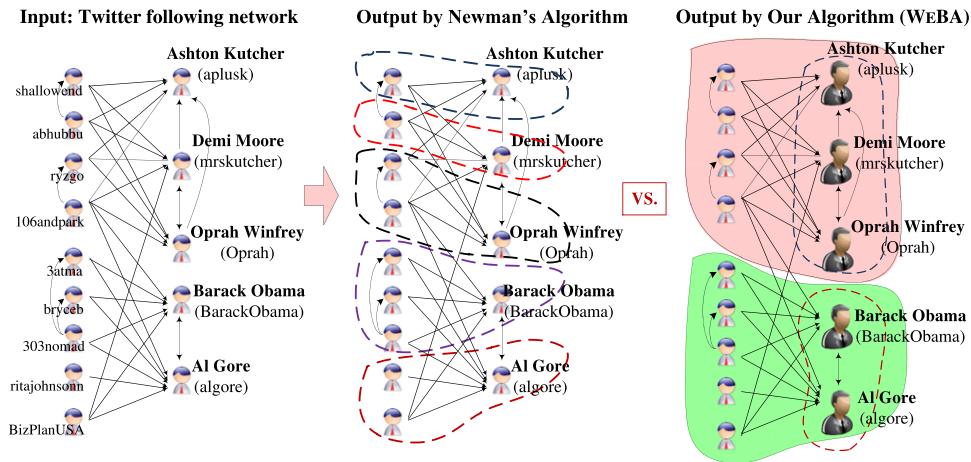 Input: Twitter following network
Ashton Kutcher
(aplusk)
shallowend
abhubbu
Demi Moore
(mrskutcher)
ryzgo
106andpark
Oprah Winfrey
(Oprah)
3atma
Barack Obama
(BarackObama)
bryceb
303nomad
Al Gore
(algore)
ritajohnsonn
BizPlanUSA
Output by Newman's Algorithm
Ashton Kutcher
(aplusk)
Demi Moore
(mrskutcher)
Oprah Winfrey
(Oprah)
Barack Obama
(BarackObama)
Al Gore
(algore)
VS.
Output by Our Algorithm (WEBA)
Ashton Kutcher
(aplusk)
Demi Moore
(mrskutcher)
Oprah Winfrey
(Oprah)
Barack Obama
(BarackObama)
Al Gore
(algore)